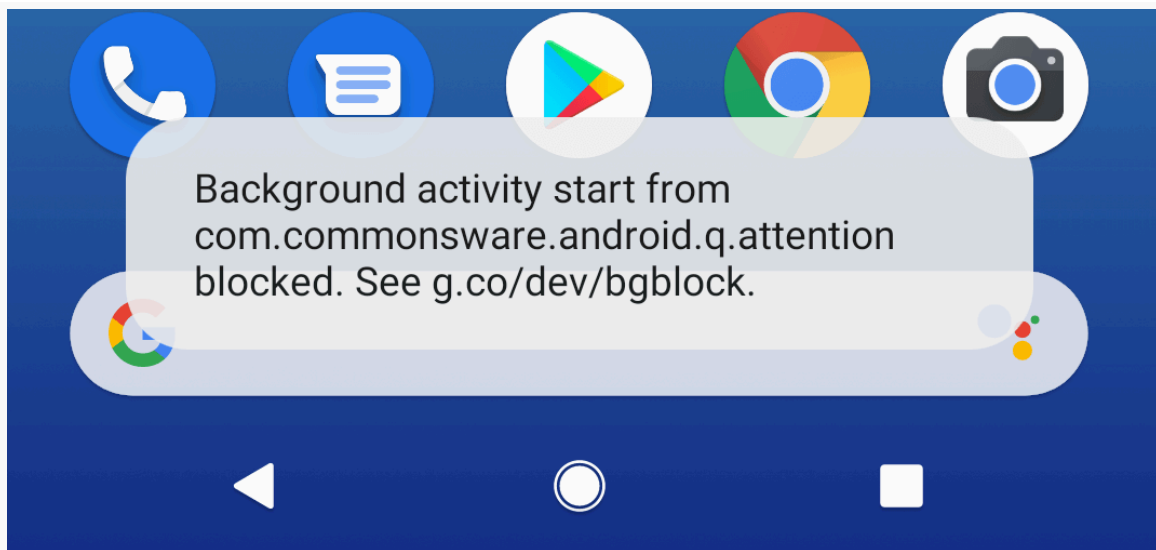 Background activity start from
com.commonsware.android.q.attention
blocked. See g.co/dev/bgblock.